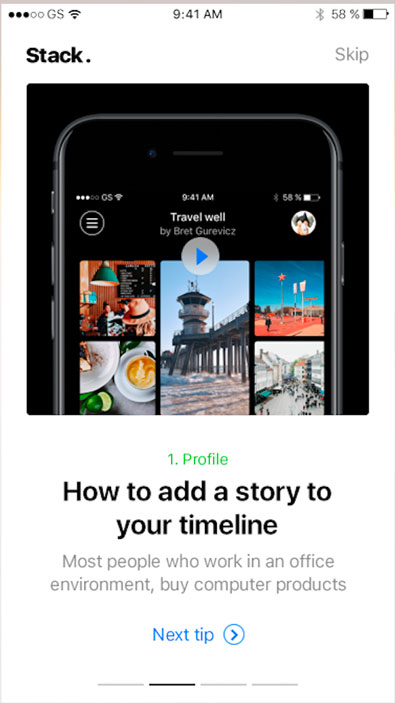 GS 9:41 AM 58 %
Stack.
Skip
GS 9:41 AM 58 %
Travel well
by Bret Gurevicz
1. Profile
How to add a story to
your timeline
Most people who work in an office
environment, buy computer products
Next tip